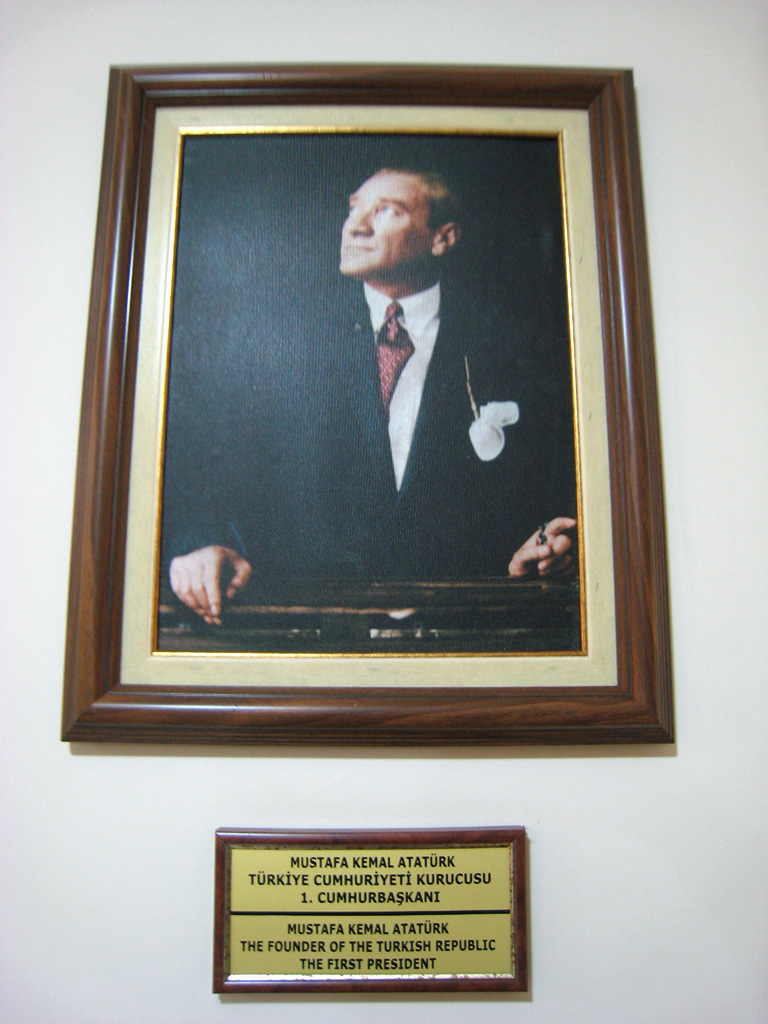 MUSTAFA KEMAL ATATÜRK
TÜRKİYE CUMHURİYETİ KURUCUSU
1. CUMHURBAŞKANI
MUSTAFA KEMAL ATATÜRK
THE FOUNDER OF THE TURKISH REPUBLIC
THE FIRST PRESIDENT